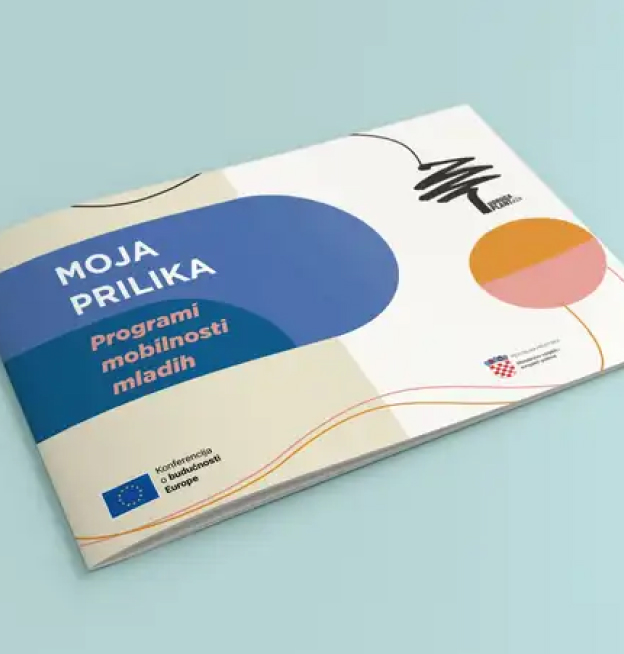 MOJA
PRILIKA
Programi
mobilnosti
mladih
Konferencija
o budućnosti
Europe